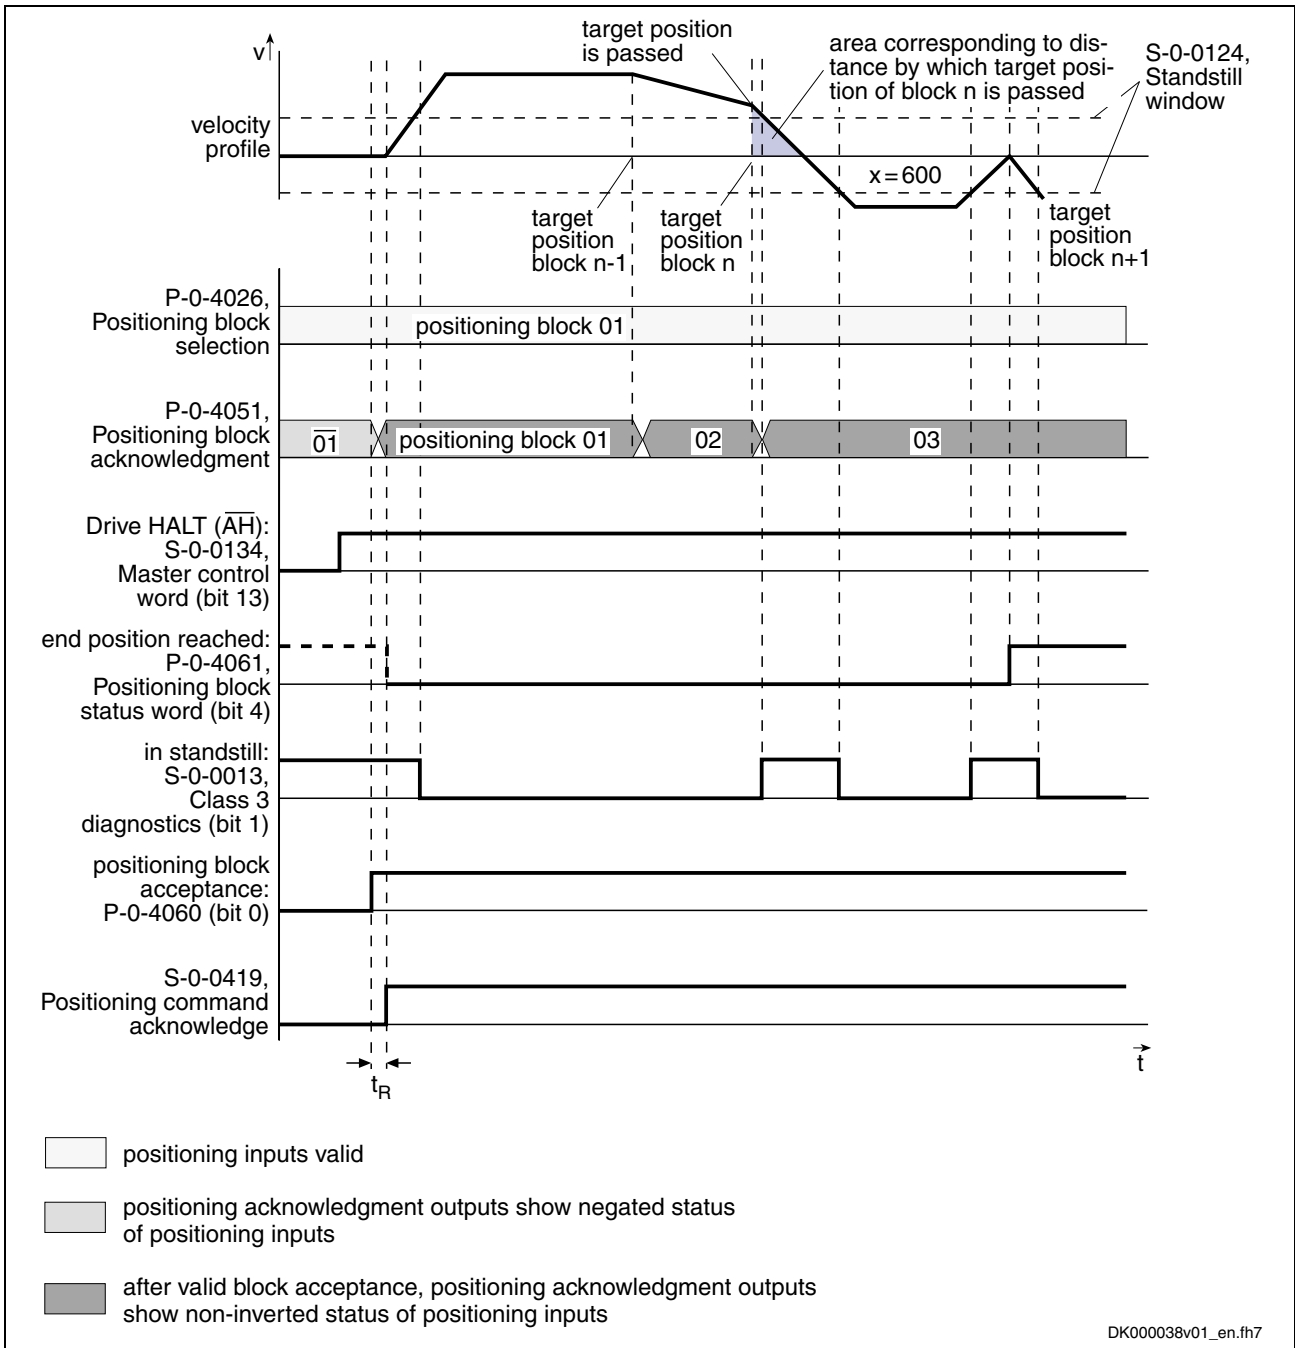 v
target position
is passed
area corresponding to dis-
tance by which target posi-
tion of block n is passed
S-0-0124,
Standstill
window
velocity
profile
x = 600
target
position
block n-1
target
position
block n
target
position
block n+1
P-0-4026,
Positioning block
selection
positioning block 01
P-0-4051,
Positioning block
acknowledgment
0̅1̅
positioning block 01
02
03
Drive HALT (A̅H̅):
S-0-0134,
Master control
word (bit 13)
end position reached:
P-0-4061,
Positioning block
status word (bit 4)
in standstill:
S-0-0013,
Class 3
diagnostics (bit 1)
positioning block
acceptance:
P-0-4060 (bit 0)
S-0-0419,
Positioning command
acknowledge
t
tR
positioning inputs valid
positioning acknowledgment outputs show negated status
of positioning inputs
after valid block acceptance, positioning acknowledgment outputs
show non-inverted status of positioning inputs
DK000038v01_en.fh7